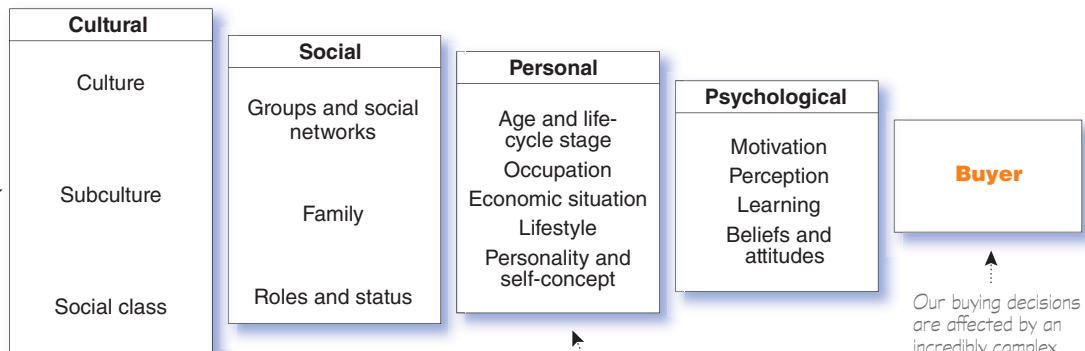 Cultural
Culture
Subculture
Social class
Social
Groups and social
networks
Family
Roles and status
Personal
Age and life-
cycle stage
Occupation
Economic situation
Lifestyle
Personality and
self-concept
Psychological
Motivation
Perception
Learning
Beliefs and
attitudes
Buyer
Our buying decisions
are affected by an
incredibly complex